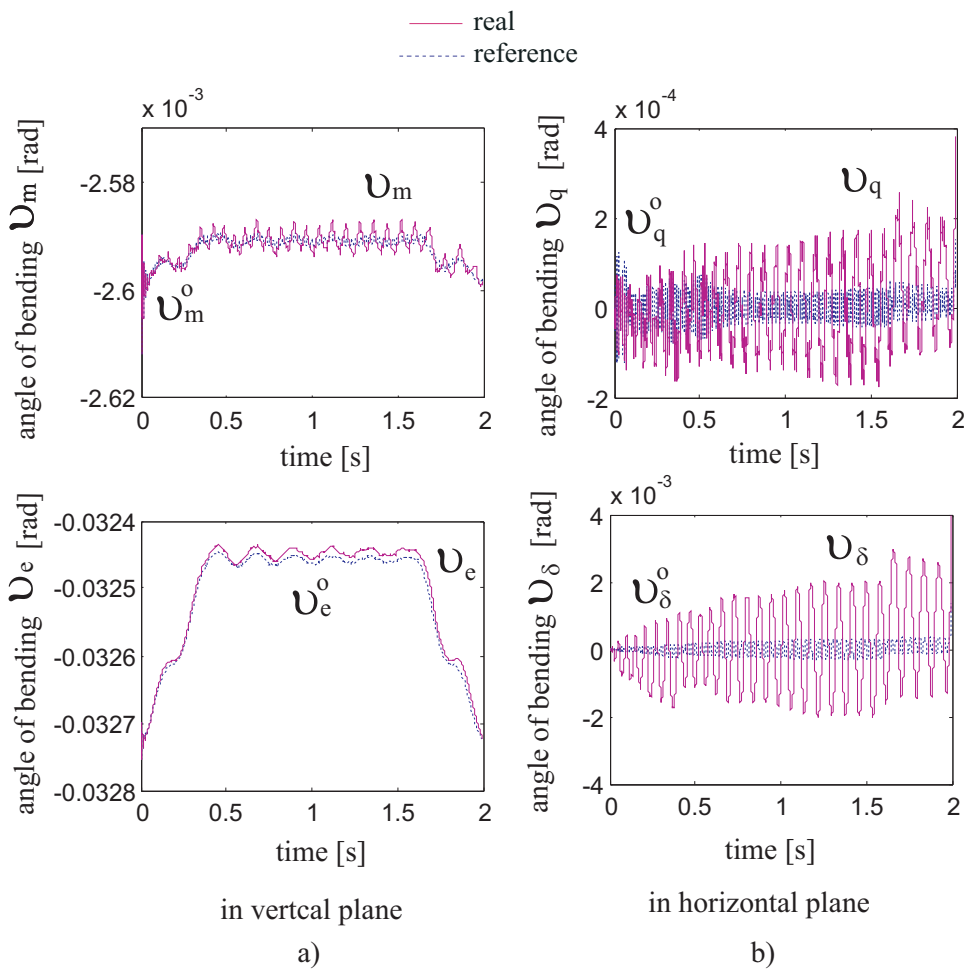 real
reference
x 10⁻³
-2.58
-2.6
-2.62
0 0.5 1 1.5 2
angle of bending υm [rad]
time [s]
υm
υ°m
x 10⁻⁴
4
2
0
-2
0 0.5 1 1.5 2
angle of bending υq [rad]
time [s]
υ°q
υq
-0.0324
-0.0325
-0.0326
-0.0327
-0.0328
0 0.5 1 1.5 2
angle of bending υe [rad]
time [s]
υe
υ°e
x 10⁻³
4
2
0
-2
-4
0 0.5 1 1.5 2
angle of bending υδ [rad]
time [s]
υ°δ
υδ
in vertcal plane
a)
in horizontal plane
b)